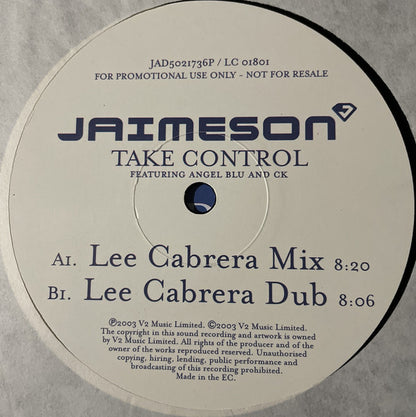 JAD5021736P / LC 01801
FOR PROMOTIONAL USE ONLY – NOT FOR RESALE
JAIMESON
TAKE CONTROL
FEATURING ANGEL BLU AND CK
A1. Lee Cabrera Mix 8:20
B1. Lee Cabrera Dub 8:06
℗2003 V2 Music Limited. ©2003 V2 Music Limited.
The copyright in this sound recording and artwork is owned
by V2 Music Limited. All rights of the producer and of the
owner of the works reproduced reserved. Unauthorised
copying, hiring, lending, public performance and
broadcasting of this recording prohibited.
Made in the EC.